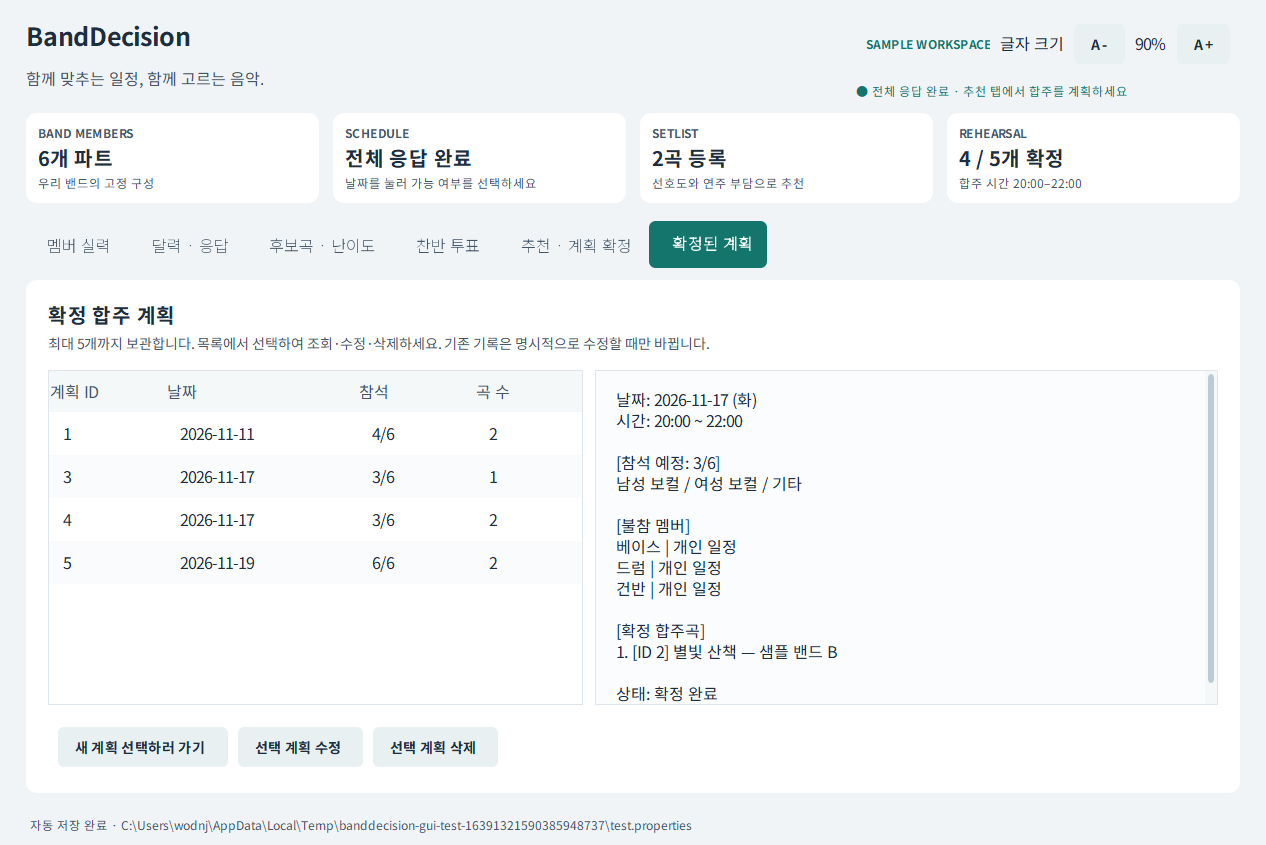 BandDecision
함께 맞추는 일정, 함께 고르는 음악.
SAMPLE WORKSPACE 글자 크기 A- 90% A+
● 전체 응답 완료 · 추천 탭에서 합주를 계획하세요
BAND MEMBERS
6개 파트
우리 밴드의 고정 구성
SCHEDULE
전체 응답 완료
날짜를 눌러 가능 여부를 선택하세요
SETLIST
2곡 등록
선호도와 연주 부담으로 추천
REHEARSAL
4 / 5개 확정
합주 시간 20:00–22:00
멤버 실력 달력 · 응답 후보곡 · 난이도 찬반 투표 추천 · 계획 확정 확정된 계획
확정 합주 계획
최대 5개까지 보관합니다. 목록에서 선택하여 조회·수정·삭제하세요. 기존 기록은 명시적으로 수정할 때만 바뀝니다.
계획 ID 날짜 참석 곡 수
1 2026-11-11 4/6 2
3 2026-11-17 3/6 1
4 2026-11-17 3/6 2
5 2026-11-19 6/6 2
날짜: 2026-11-17 (화)
시간: 20:00 ~ 22:00
[참석 예정: 3/6]
남성 보컬 / 여성 보컬 / 기타
[불참 멤버]
베이스 | 개인 일정
드럼 | 개인 일정
건반 | 개인 일정
[확정 합주곡]
1. [ID 2] 별빛 산책 — 샘플 밴드 B
상태: 확정 완료
새 계획 선택하러 가기 선택 계획 수정 선택 계획 삭제
자동 저장 완료 · C:\Users\wodnj\AppData\Local\Temp\banddecision-gui-test-16391321590385948737\test.properties